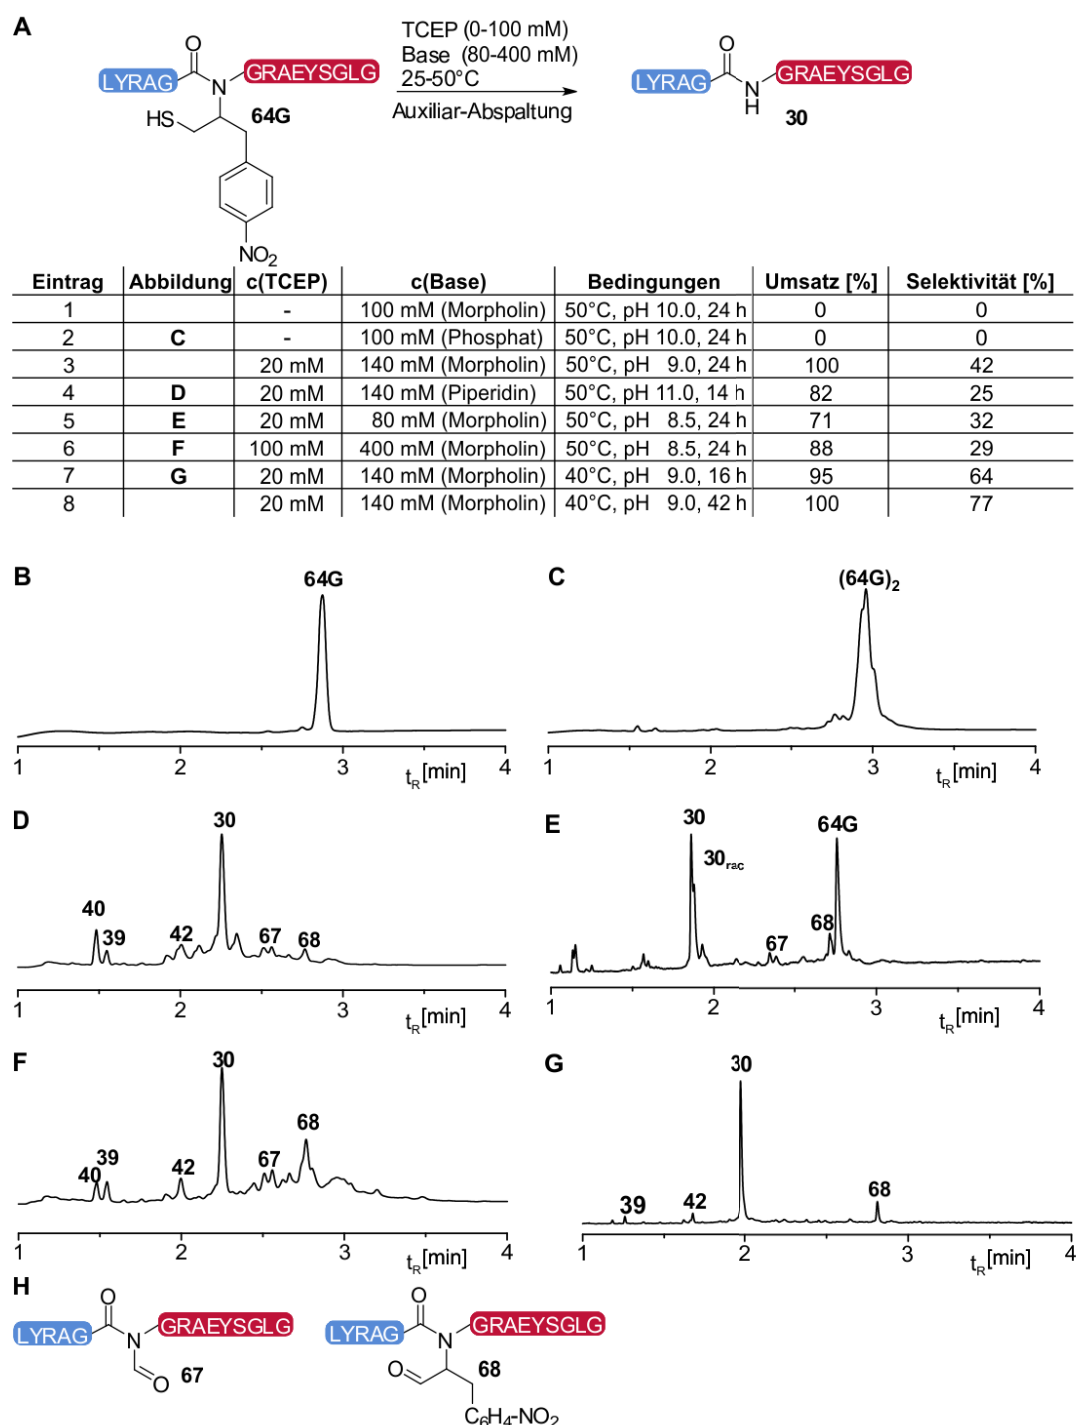 A
TCEP (0-100 mM)
Base (80-400 mM)
25-50°C
Auxiliar-Abspaltung
O
LYRAG
N
GRAEYSGLG
HS
64G
NO2
O
LYRAG
N
H
GRAEYSGLG
30
Eintrag Abbildung c(TCEP) c(Base) Bedingungen Umsatz [%] Selektivität [%]
1 - 100 mM (Morpholin) 50°C, pH 10.0, 24 h 0 0
2 C - 100 mM (Phosphat) 50°C, pH 10.0, 24 h 0 0
3 20 mM 140 mM (Morpholin) 50°C, pH 9.0, 24 h 100 42
4 D 20 mM 140 mM (Piperidin) 50°C, pH 11.0, 14 h 82 25
5 E 20 mM 80 mM (Morpholin) 50°C, pH 8.5, 24 h 71 32
6 F 100 mM 400 mM (Morpholin) 50°C, pH 8.5, 24 h 88 29
7 G 20 mM 140 mM (Morpholin) 40°C, pH 9.0, 16 h 95 64
8 20 mM 140 mM (Morpholin) 40°C, pH 9.0, 42 h 100 77
B
64G
1 2 3 4
tR[min]
C
(64G)2
1 2 3 4
tR[min]
D
30
40
39
42
67
68
1 2 3 4
tR[min]
E
30
30rac
64G
68
67
1 2 3 4
tR[min]
F
30
39
40
42
67
68
1 2 3 4
tR[min]
G
30
39
42
68
1 2 3 4
tR[min]
H
O
LYRAG
N
GRAEYSGLG
67
O
O
LYRAG
N
GRAEYSGLG
O
68
C6H4-NO2